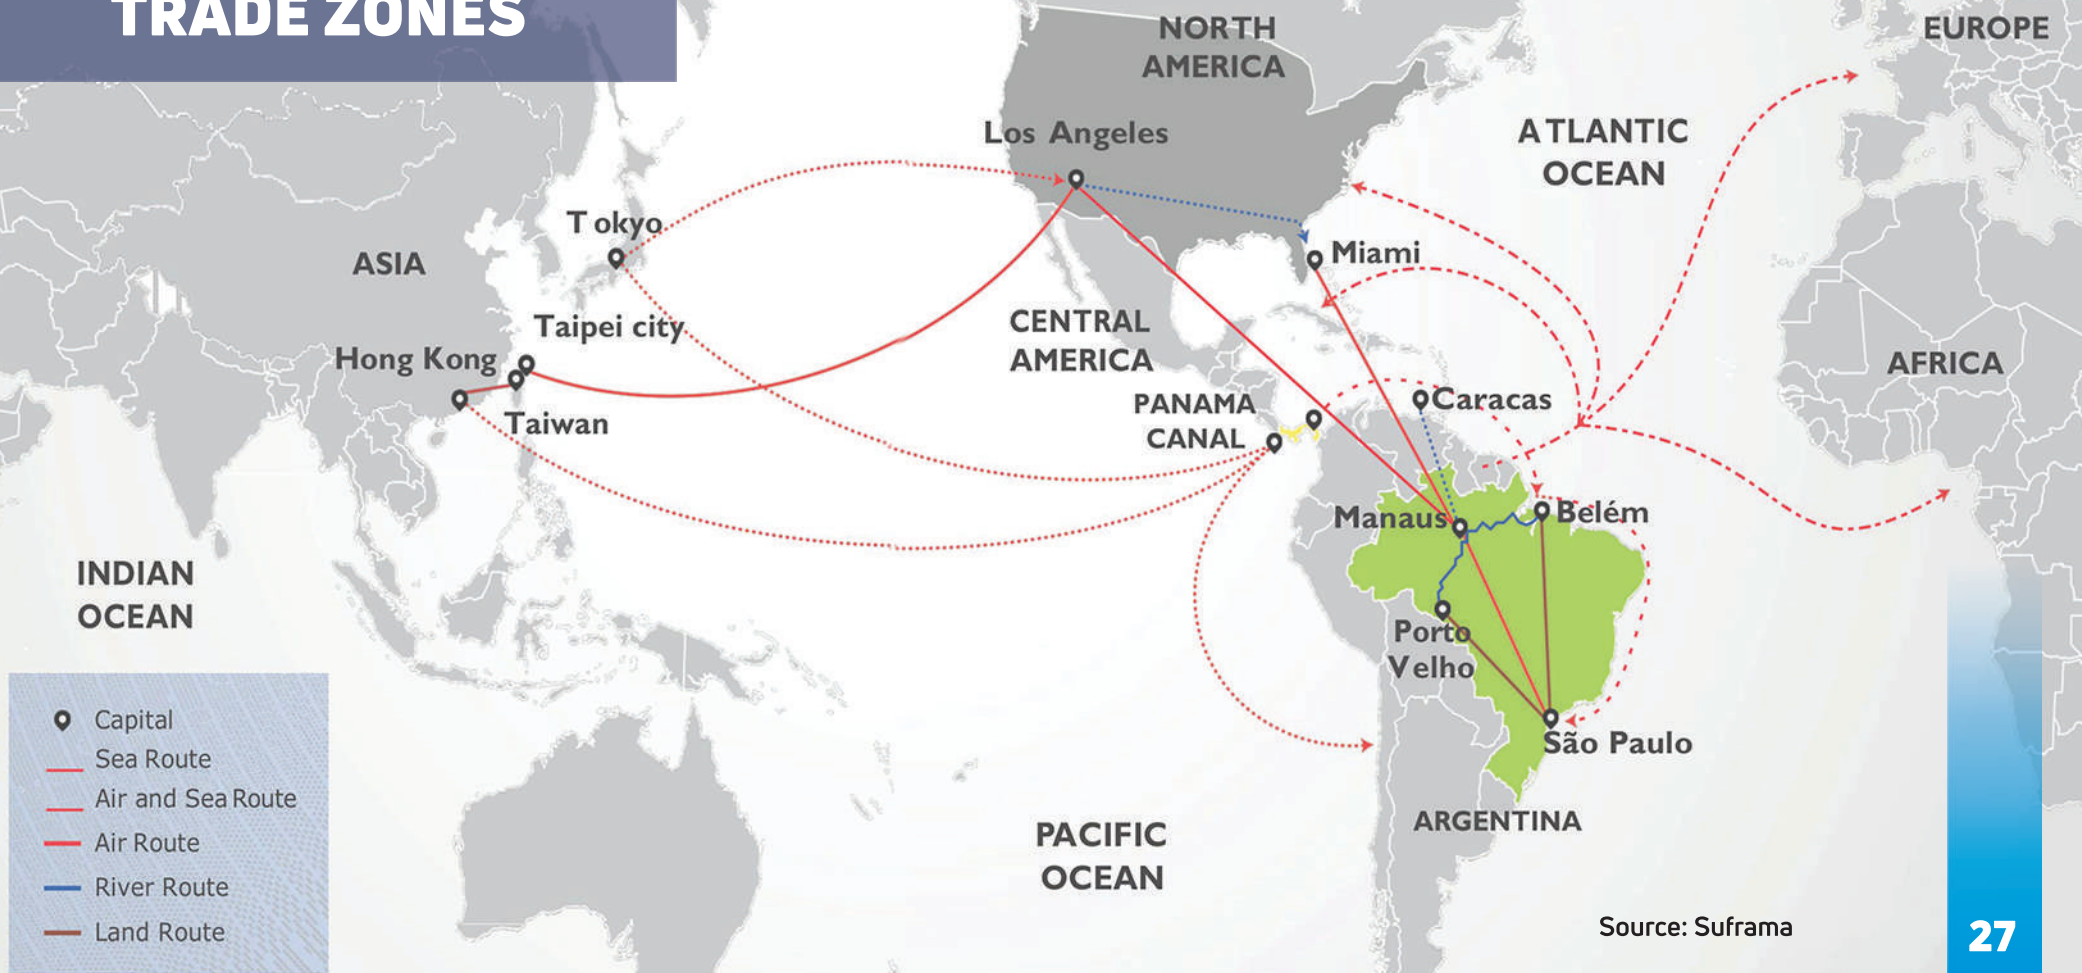 TRADE ZONES
NORTH
AMERICA
EUROPE
Los Angeles
ATLANTIC
OCEAN
Tokyo
ASIA
Miami
Taipei city
CENTRAL
AMERICA
Hong Kong
AFRICA
PANAMA
CANAL
Caracas
Taiwan
Manaus
Belém
INDIAN
OCEAN
Porto
Velho
São Paulo
ARGENTINA
PACIFIC
OCEAN
Capital
Sea Route
Air and Sea Route
Air Route
River Route
Land Route
Source: Suframa
27